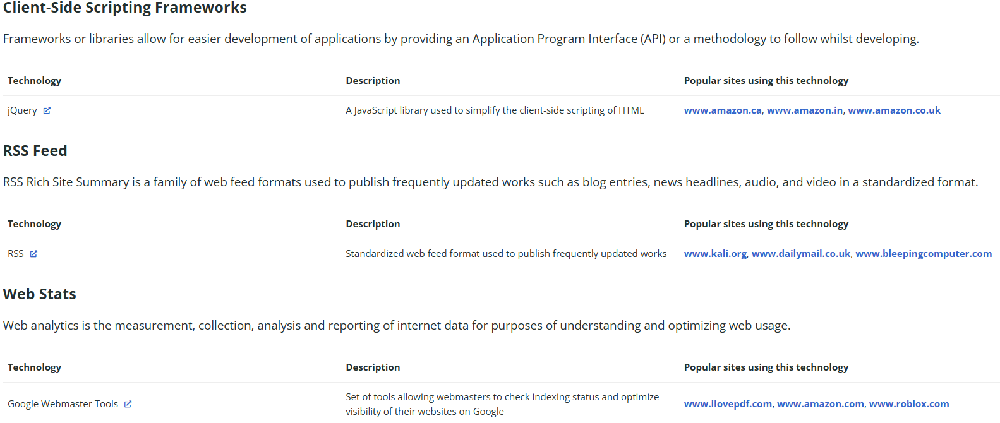 Client-Side Scripting Frameworks
Frameworks or libraries allow for easier development of applications by providing an Application Program Interface (API) or a methodology to follow whilst developing.
Technology Description Popular sites using this technology
jQuery A JavaScript library used to simplify the client-side scripting of HTML www.amazon.ca, www.amazon.in, www.amazon.co.uk
RSS Feed
RSS Rich Site Summary is a family of web feed formats used to publish frequently updated works such as blog entries, news headlines, audio, and video in a standardized format.
Technology Description Popular sites using this technology
RSS Standardized web feed format used to publish frequently updated works www.kali.org, www.dailymail.co.uk, www.bleepingcomputer.com
Web Stats
Web analytics is the measurement, collection, analysis and reporting of internet data for purposes of understanding and optimizing web usage.
Technology Description Popular sites using this technology
Google Webmaster Tools
Set of tools allowing webmasters to check indexing status and optimize
visibility of their websites on Google
www.ilovepdf.com, www.amazon.com, www.roblox.com